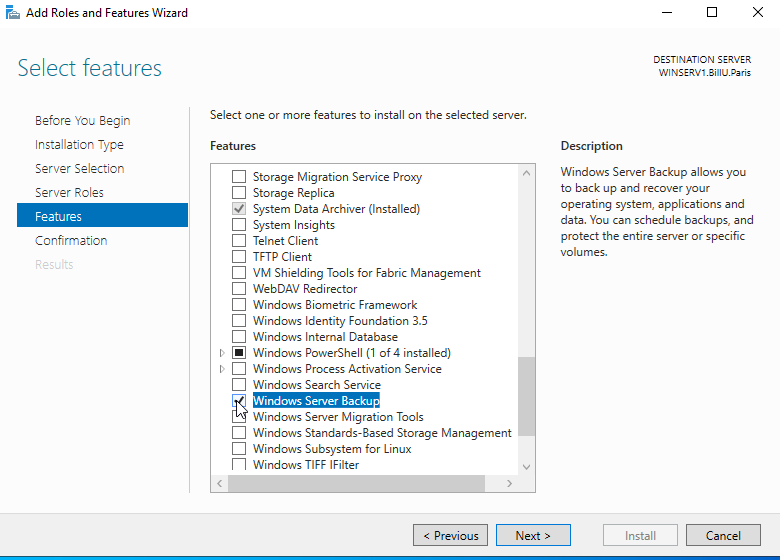 Add Roles and Features Wizard
Select features
DESTINATION SERVER
WINSERV1.BillU.Paris
Before You Begin
Installation Type
Server Selection
Server Roles
Features
Confirmation
Results
Select one or more features to install on the selected server.
Features
Storage Migration Service Proxy
Storage Replica
System Data Archiver (Installed)
System Insights
Telnet Client
TFTP Client
VM Shielding Tools for Fabric Management
WebDAV Redirector
Windows Biometric Framework
Windows Identity Foundation 3.5
Windows Internal Database
Windows PowerShell (1 of 4 installed)
Windows Process Activation Service
Windows Search Service
Windows Server Backup
Windows Server Migration Tools
Windows Standards-Based Storage Management
Windows Subsystem for Linux
Windows TIFF IFilter
Description
Windows Server Backup allows you
to back up and recover your
operating system, applications and
data. You can schedule backups, and
protect the entire server or specific
volumes.
< Previous
Next >
Install
Cancel